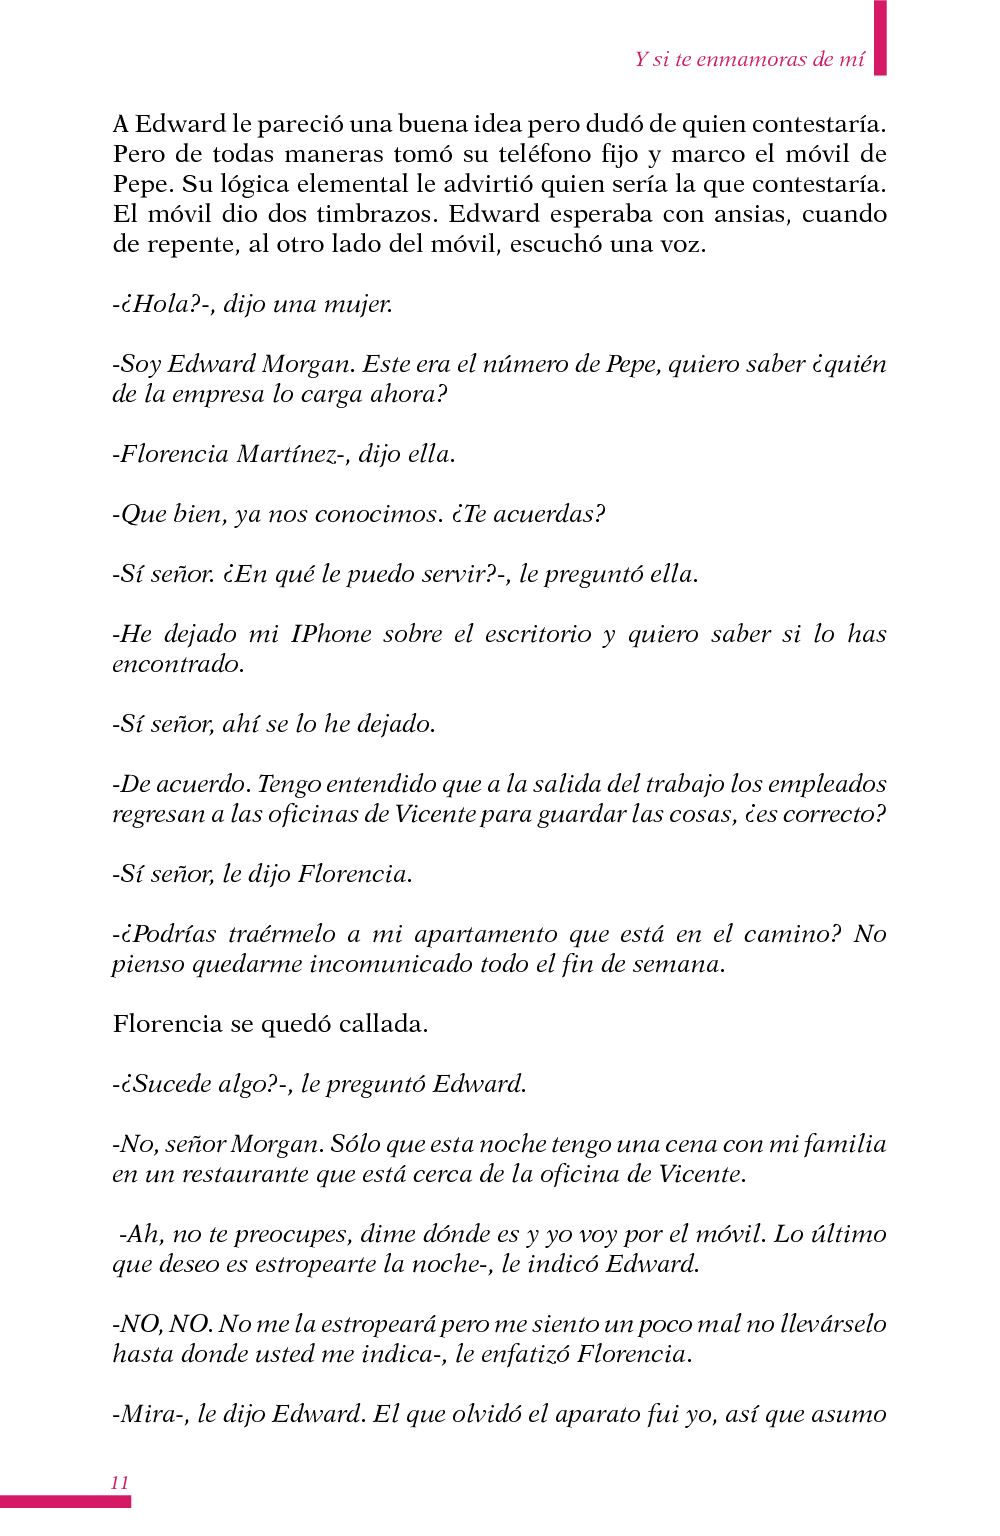 Y si te enmamoras de mí
A Edward le pareció una buena idea pero dudó de quien contestaría.
Pero de todas maneras tomó su teléfono fijo y marco el móvil de
Pepe. Su lógica elemental le advirtió quien sería la que contestaría.
El móvil dio dos timbrazos. Edward esperaba con ansias, cuando
de repente, al otro lado del móvil, escuchó una voz.
-¿Hola?-, dijo una mujer.
-Soy Edward Morgan. Este era el número de Pepe, quiero saber ¿quién
de la empresa lo carga ahora?
-Florencia Martínez-, dijo ella.
-Que bien, ya nos conocimos. ¿Te acuerdas?
-Sí señor. ¿En qué le puedo servir?-, le preguntó ella.
-He dejado mi IPhone sobre el escritorio y quiero saber si lo has
encontrado.
-Sí señor, ahí se lo he dejado.
-De acuerdo. Tengo entendido que a la salida del trabajo los empleados
regresan a las oficinas de Vicente para guardar las cosas, ¿es correcto?
-Sí señor, le dijo Florencia.
-¿Podrías traérmelo a mi apartamento que está en el camino? No
pienso quedarme incomunicado todo el fin de semana.
Florencia se quedó callada.
-¿Sucede algo?-, le preguntó Edward.
-No, señor Morgan. Sólo que esta noche tengo una cena con mi familia
en un restaurante que está cerca de la oficina de Vicente.
-Ah, no te preocupes, dime dónde es y yo voy por el móvil. Lo último
que deseo es estropearte la noche-, le indicó Edward.
-NO, NO. No me la estropeará pero me siento un poco mal no llevárselo
hasta donde usted me indica-, le enfatizó Florencia.
-Mira-, le dijo Edward. El que olvidó el aparato fui yo, así que asumo
11